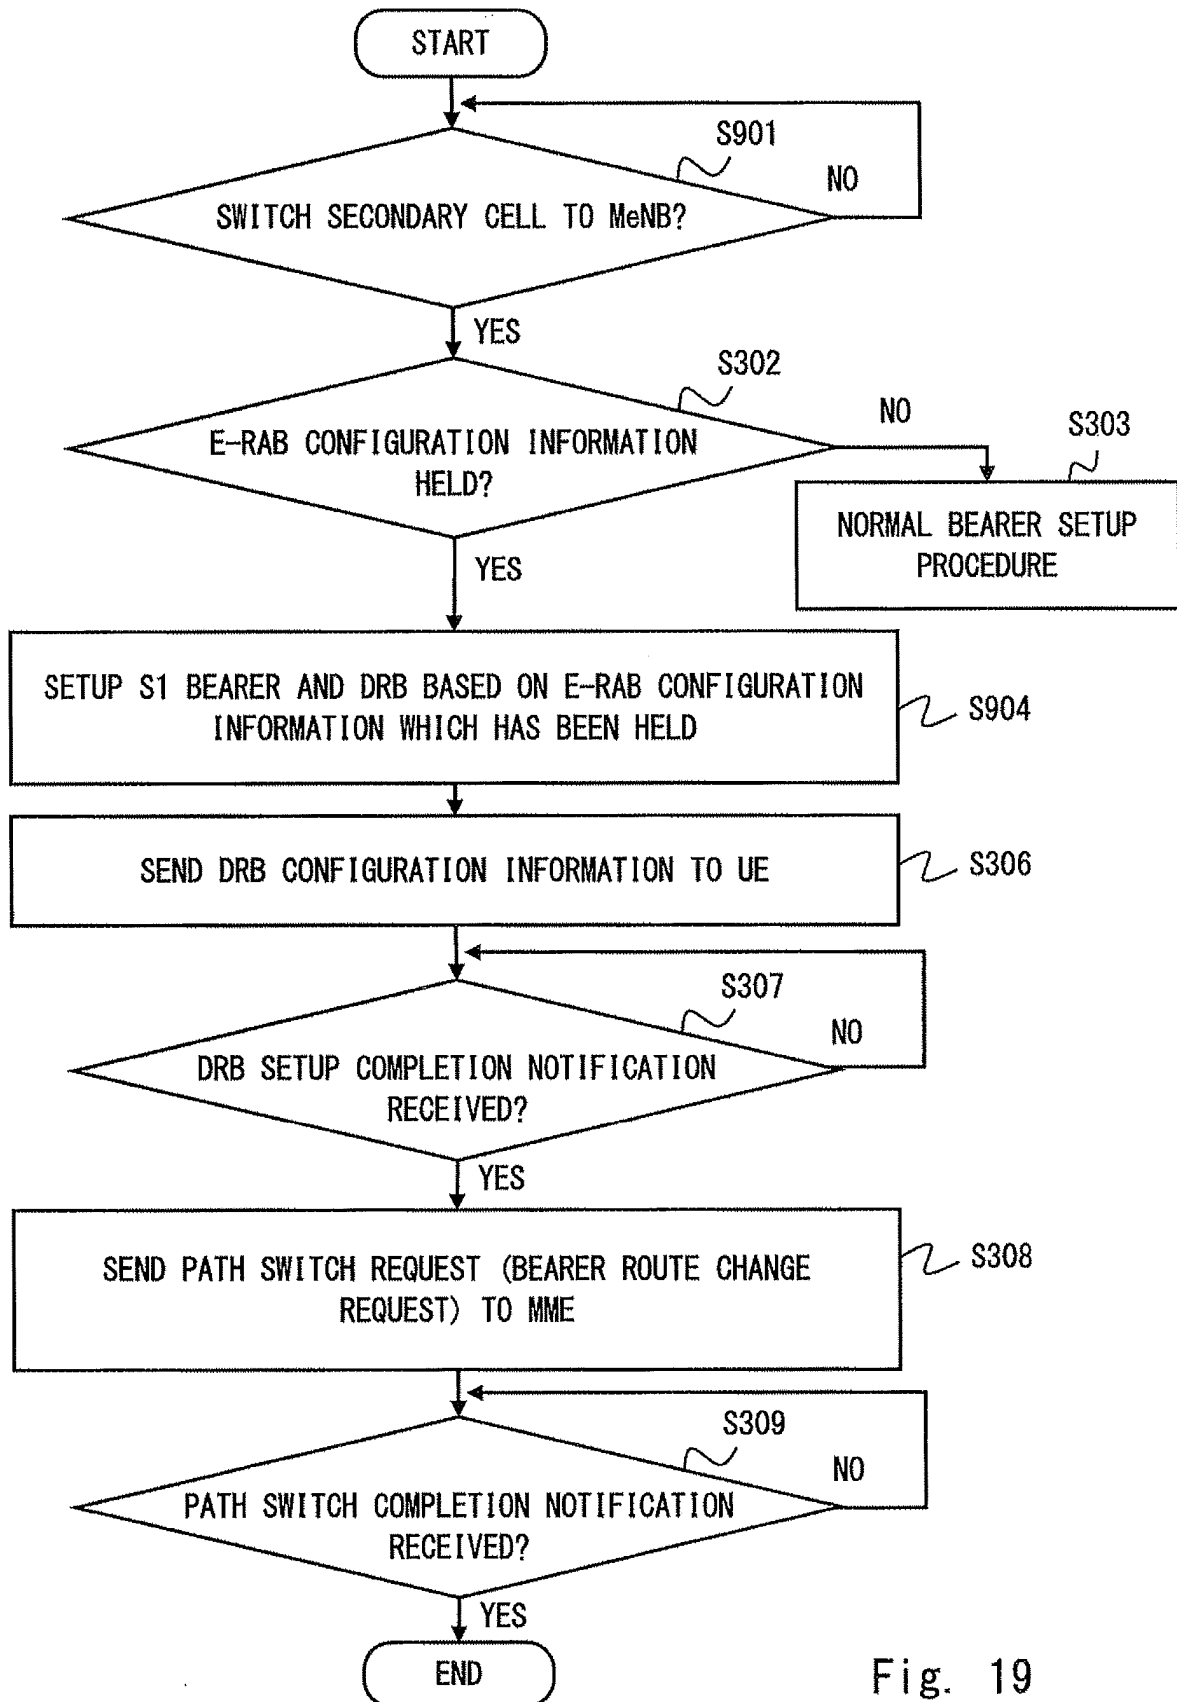 START
S901
NO
SWITCH SECONDARY CELL TO MeNB?
YES
S302
NO
E-RAB CONFIGURATION INFORMATION
HELD?
S303
NORMAL BEARER SETUP
PROCEDURE
YES
SETUP S1 BEARER AND DRB BASED ON E-RAB CONFIGURATION
INFORMATION WHICH HAS BEEN HELD
S904
SEND DRB CONFIGURATION INFORMATION TO UE
S306
S307
NO
DRB SETUP COMPLETION NOTIFICATION
RECEIVED?
YES
SEND PATH SWITCH REQUEST (BEARER ROUTE CHANGE
REQUEST) TO MME
S308
S309
NO
PATH SWITCH COMPLETION NOTIFICATION
RECEIVED?
YES
END
Fig. 19